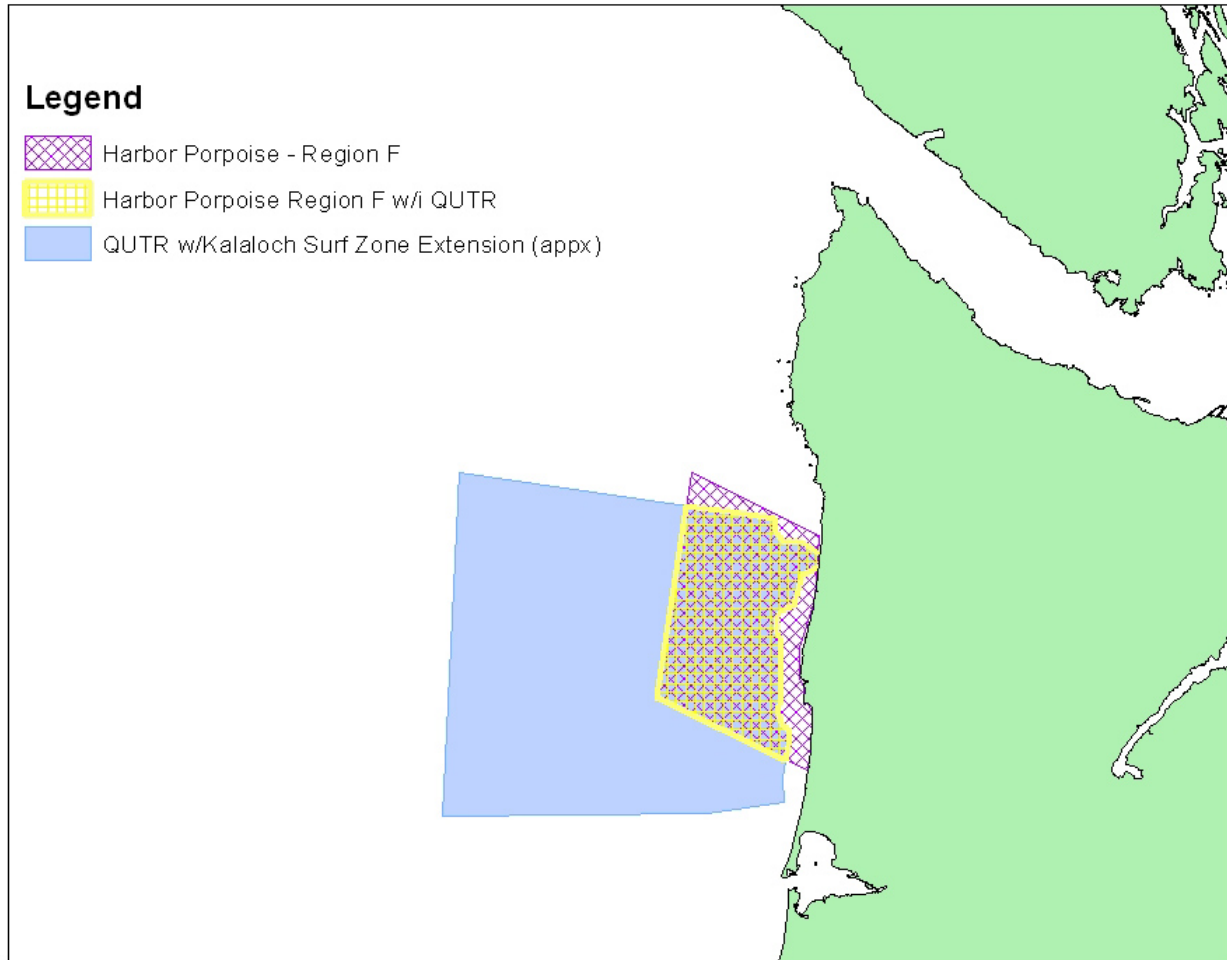 Legend
Harbor Porpoise - Region F
Harbor Porpoise Region F w/i QUTR
QUTR w/Kalaloch Surf Zone Extension (appx)